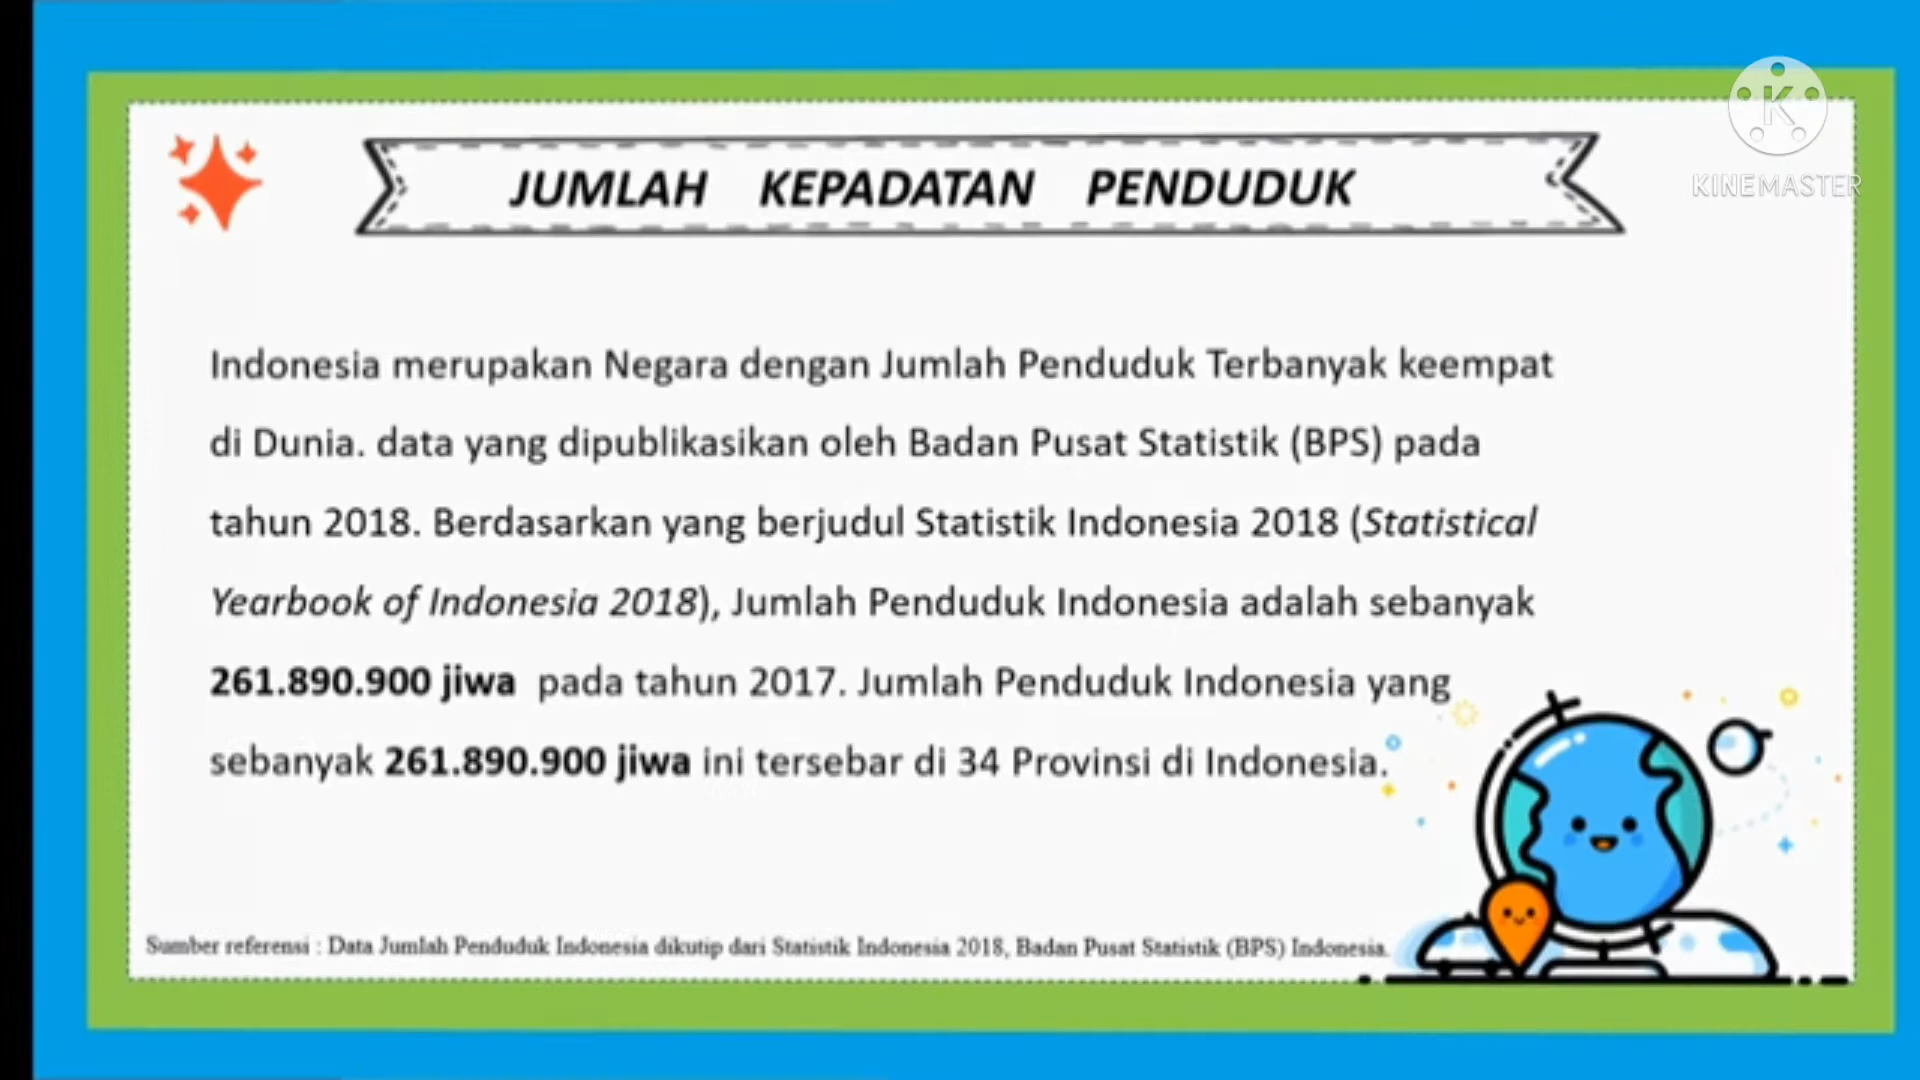 JUMLAH KEPADATAN PENDUDUK
K
KINEMASTER
Indonesia merupakan Negara dengan Jumlah Penduduk Terbanyak keempat
di Dunia. data yang dipublikasikan oleh Badan Pusat Statistik (BPS) pada
tahun 2018. Berdasarkan yang berjudul Statistik Indonesia 2018 (Statistical
Yearbook of Indonesia 2018), Jumlah Penduduk Indonesia adalah sebanyak
261.890.900 jiwa pada tahun 2017. Jumlah Penduduk Indonesia yang
sebanyak 261.890.900 jiwa ini tersebar di 34 Provinsi di Indonesia.
Sumber referensi : Data Jumlah Penduduk Indonesia dikutip dari Statistik Indonesia 2018, Badan Pusat Statistik (BPS) Indonesia.